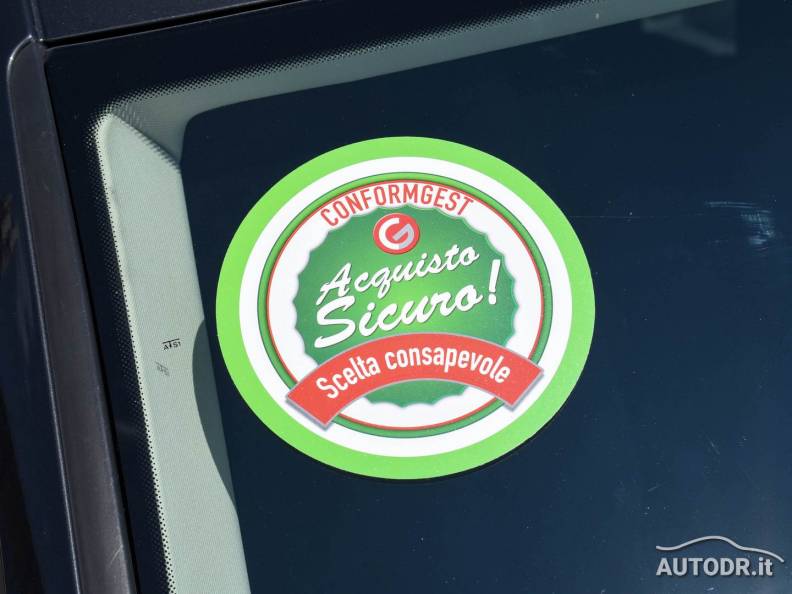 CONFORMGEST
Acquisto
Sicuro!
Scelta consapevole
AUTODR.it